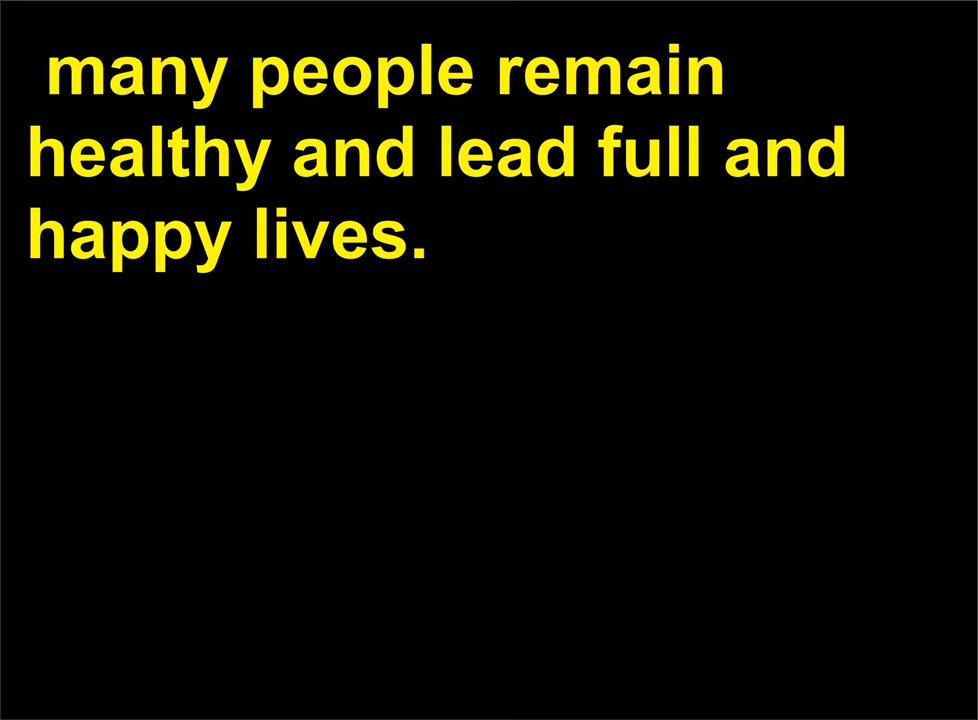 many people remain
healthy and lead full and
happy lives.